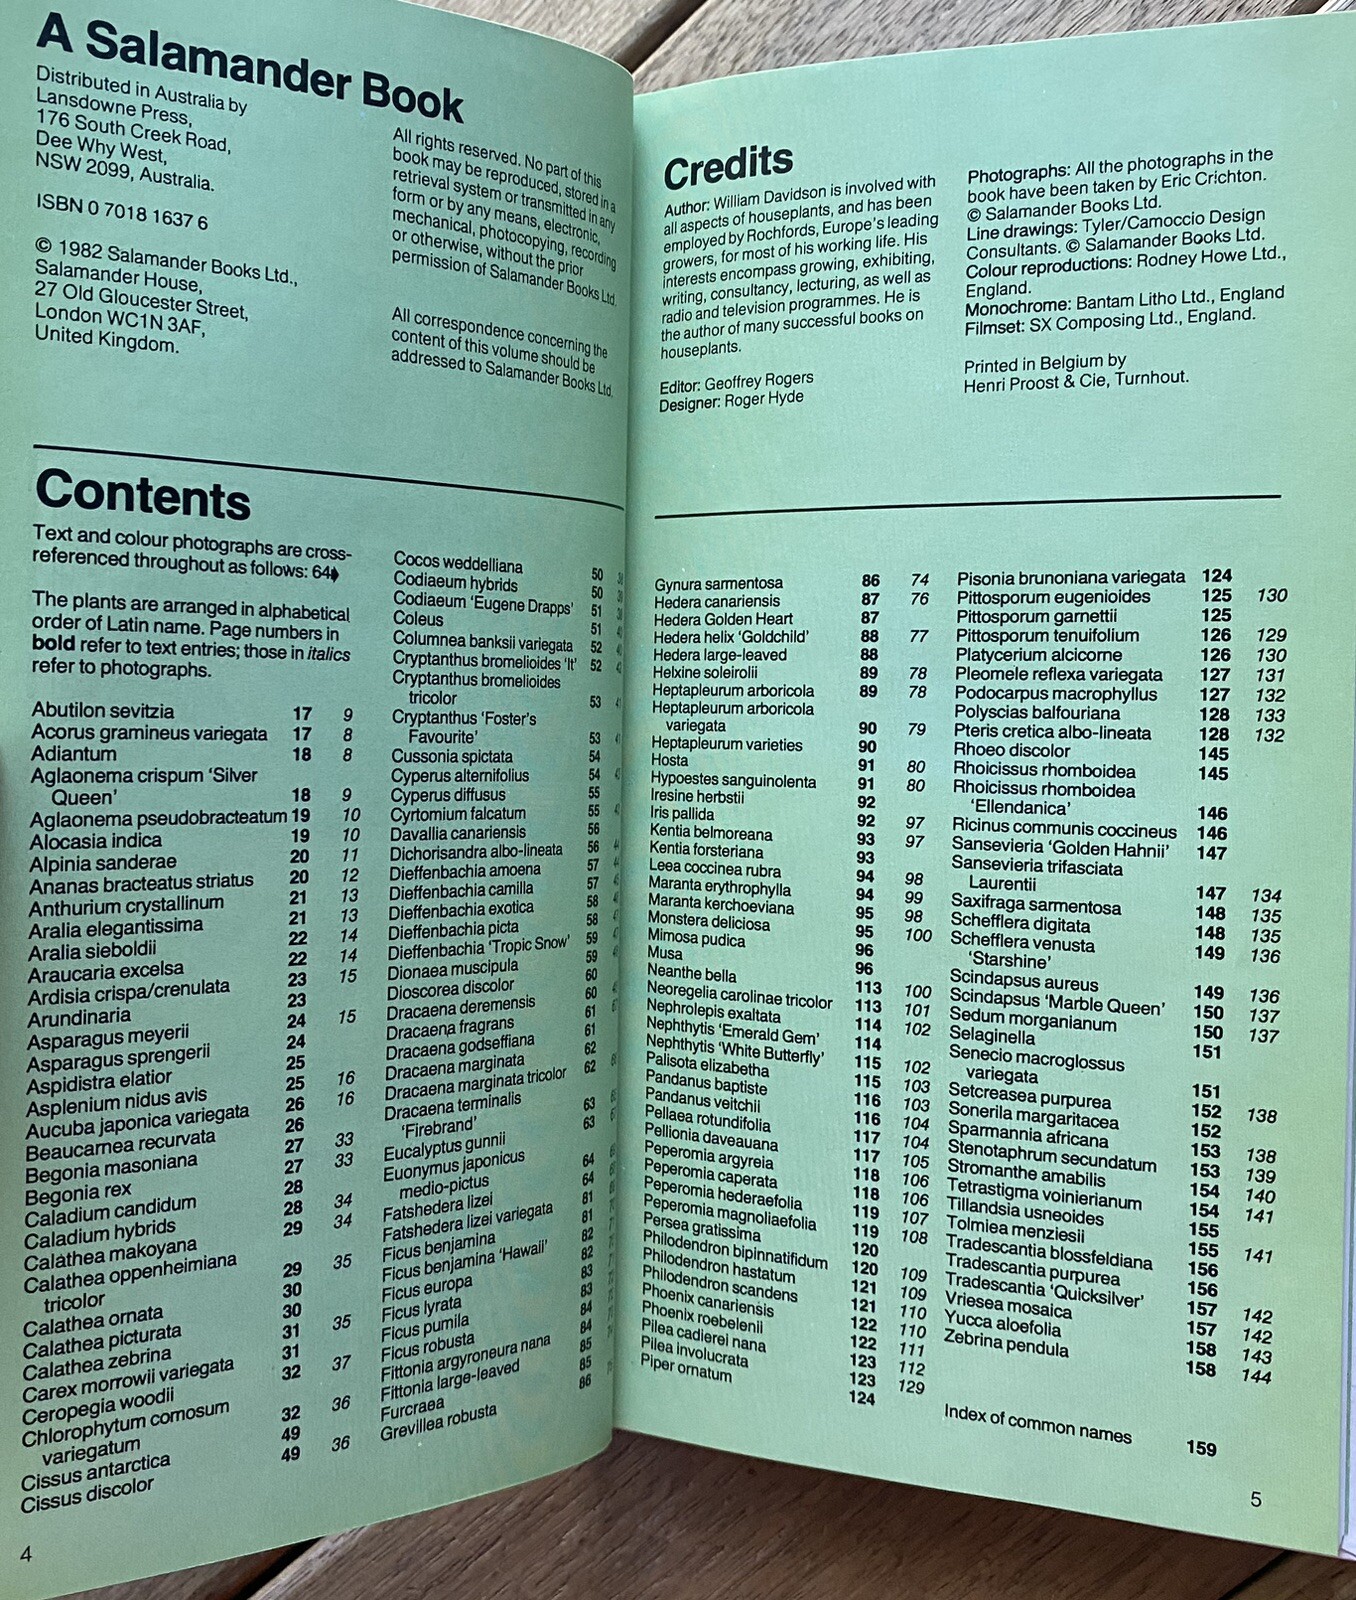 A Salamander Book
Distributed in Australia by
Lansdowne Press,
176 South Creek Road,
Dee Why West,
NSW 2099, Australia.
ISBN 0 7018 1637 6
© 1982 Salamander Books Ltd.,
Salamander House,
27 Old Gloucester Street,
London WC1N 3AF,
United Kingdom.
All rights reserved. No part of this
book may be reproduced, stored in a
retrieval system or transmitted in any
form or by any means, electronic,
mechanical, photocopying, recording
or otherwise, without the prior
permission of Salamander Books Ltd.
All correspondence concerning the
content of this volume should be
addressed to Salamander Books Ltd.
Contents
Text and colour photographs are cross-
referenced throughout as follows: 64♦
The plants are arranged in alphabetical
order of Latin name. Page numbers in
bold refer to text entries; those in italics
refer to photographs.
Abutilon sevitzia 17 9
Acorus gramineus variegata 17 8
Adiantum 18 8
Aglaonema crispum 'Silver
Queen' 18 9
Aglaonema pseudobracteatum 19 10
Alocasia indica 19 10
Alpinia sanderae 20 11
Ananas bracteatus striatus 20 12
Anthurium crystallinum 21 13
Aralia elegantissima 21 13
Aralia sieboldii 22 14
Araucaria excelsa 22 14
Ardisia crispa/crenulata 23 15
Arundinaria 23
Asparagus meyerii 24 15
Asparagus sprengerii 24
Aspidistra elatior 25
Asplenium nidus avis 25 16
Aucuba japonica variegata 26 16
Beaucarnea recurvata 26
Begonia masoniana 27 33
Begonia rex 27 33
Caladium candidum 28
Caladium hybrids 28 34
Calathea makoyana 29 34
Calathea oppenheimiana
tricolor 29 35
Calathea ornata 30
Calathea picturata 30
Calathea zebrina 31 35
Carex morrowii variegata 31
Ceropegia woodii 32 37
Chlorophytum comosum
variegatum 32 36
Cissus antarctica 49
Cissus discolor 49 36
Cocos weddelliana 50
Codiaeum hybrids 50
Codiaeum 'Eugene Drapps' 51
Coleus 51
Columnea banksii variegata 52
Cryptanthus bromelioides 'It' 52
Cryptanthus bromelioides
tricolor 53
Cryptanthus 'Foster's
Favourite' 53
Cussonia spictata 54
Cyperus alternifolius 54
Cyperus diffusus 55
Cyrtomium falcatum 55
Davallia canariensis 56
Dichorisandra albo-lineata 56
Dieffenbachia amoena 57
Dieffenbachia camilla 57
Dieffenbachia exotica 58
Dieffenbachia picta 58
Dieffenbachia 'Tropic Snow' 59
Dionaea muscipula 59
Dioscorea discolor 60
Dracaena deremensis 60
Dracaena fragrans 61
Dracaena godseffiana 61
Dracaena marginata 62
Dracaena marginata tricolor 62
Dracaena terminalis
'Firebrand' 63
Eucalyptus gunnii 63
Euonymus japonicus
medio-pictus 64
Fatshedera lizei 64
Fatshedera lizei variegata 81
Ficus benjamina 81
Ficus benjamina 'Hawaii' 82
Ficus europa 82
Ficus lyrata 83
Ficus pumila 83
Ficus robusta 84
Fittonia argyroneura nana 84
Fittonia large-leaved 85
Furcraea 85
Grevillea robusta 86
4
Credits
Author: William Davidson is involved with
all aspects of houseplants, and has been
employed by Rochfords, Europe's leading
growers, for most of his working life. His
interests encompass growing, exhibiting,
writing, consultancy, lecturing, as well as
radio and television programmes. He is
the author of many successful books on
houseplants.
Editor: Geoffrey Rogers
Designer: Roger Hyde
Photographs: All the photographs in the
book have been taken by Eric Crichton.
© Salamander Books Ltd.
Line drawings: Tyler/Camoccio Design
Consultants. © Salamander Books Ltd.
Colour reproductions: Rodney Howe Ltd.,
England.
Monochrome: Bantam Litho Ltd., England
Filmset: SX Composing Ltd., England.
Printed in Belgium by
Henri Proost & Cie, Turnhout.
Gynura sarmentosa 86 74
Hedera canariensis 87 76
Hedera Golden Heart 87
Hedera helix 'Goldchild' 88 77
Hedera large-leaved 88
Helxine soleirolii 89 78
Heptapleurum arboricola 89 78
Heptapleurum arboricola
variegata 90 79
Heptapleurum varieties 90
Hosta 91 80
Hypoestes sanguinolenta 91 80
Iresine herbstii 92
Iris pallida 92 97
Kentia belmoreana 93 97
Kentia forsteriana 93
Leea coccinea rubra 94 98
Maranta erythrophylla 94 99
Maranta kerchoeviana 95 98
Monstera deliciosa 95 100
Mimosa pudica 96
Musa 96
Neanthe bella 113 100
Neoregelia carolinae tricolor 113 101
Nephrolepis exaltata 114 102
Nephthytis 'Emerald Gem' 114
Nephthytis 'White Butterfly' 115 102
Palisota elizabetha 115 103
Pandanus baptiste 116 103
Pandanus veitchii 116 104
Pellaea rotundifolia 117 104
Pellionia daveauana 117 105
Peperomia argyreia 118 106
Peperomia caperata 118 106
Peperomia hederaefolia 119 107
Peperomia magnoliaefolia 119 108
Persea gratissima 120
Philodendron bipinnatifidum 120 109
Philodendron hastatum 121 109
Philodendron scandens 121 110
Phoenix canariensis 122 110
Phoenix roebelenii 122 111
Pilea cadierei nana 123 112
Pilea involucrata 123 129
Piper ornatum 124
Pisonia brunoniana variegata 124
Pittosporum eugenioides 125 130
Pittosporum garnettii 125
Pittosporum tenuifolium 126 129
Platycerium alcicorne 126 130
Pleomele reflexa variegata 127 131
Podocarpus macrophyllus 127 132
Polyscias balfouriana 128 133
Pteris cretica albo-lineata 128 132
Rhoeo discolor 145
Rhoicissus rhomboidea 145
Rhoicissus rhomboidea
'Ellendanica' 146
Ricinus communis coccineus 146
Sansevieria 'Golden Hahnii' 147
Sansevieria trifasciata
Laurentii 147 134
Saxifraga sarmentosa 148 135
Schefflera digitata 148 135
Schefflera venusta
'Starshine' 149 136
Scindapsus aureus 149 136
Scindapsus 'Marble Queen' 150 137
Sedum morganianum 150 137
Selaginella 151
Senecio macroglossus
variegata 151
Setcreasea purpurea 152 138
Sonerila margaritacea 152
Sparmannia africana 153 138
Stenotaphrum secundatum 153 139
Stromanthe amabilis 154 140
Tetrastigma voinierianum 154 141
Tillandsia usneoides 155
Tolmiea menziesii 155 141
Tradescantia blossfeldiana 156
Tradescantia purpurea 156
Tradescantia 'Quicksilver' 157 142
Vriesea mosaica 157 142
Yucca aloefolia 158 143
Zebrina pendula 158 144
Index of common names 159
5